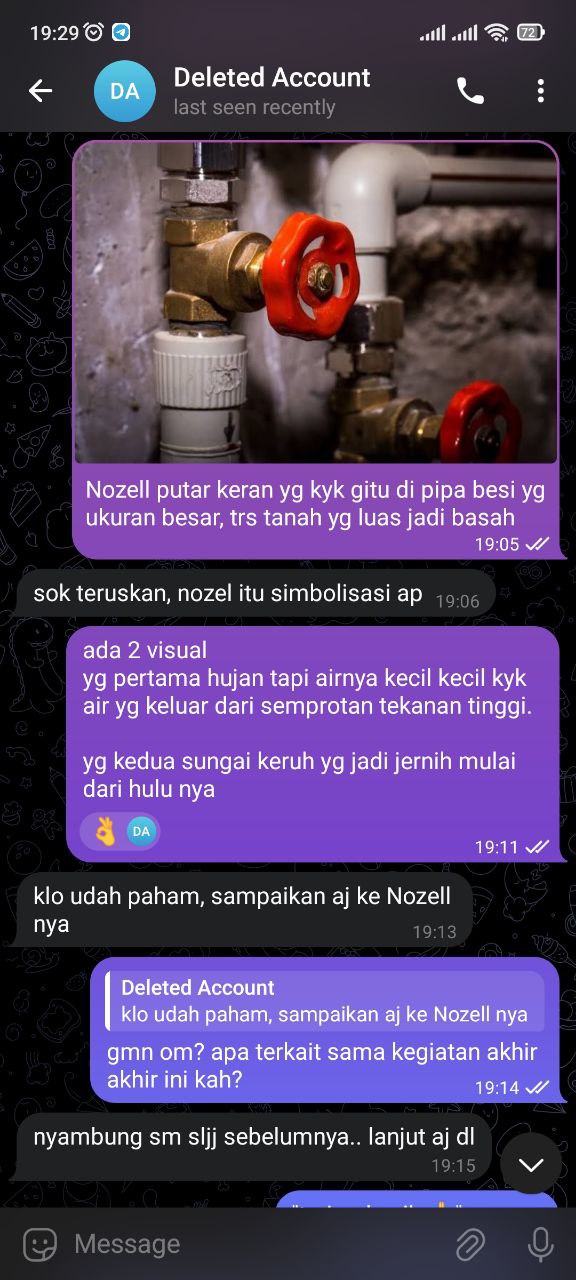 19:29
72
DA
Deleted Account
last seen recently
Nozell putar keran yg kyk gitu di pipa besi yg
ukuran besar, trs tanah yg luas jadi basah
19:05
sok teruskan, nozel itu simbolisasi ap
19:06
ada 2 visual
yg pertama hujan tapi airnya kecil kecil kyk
air yg keluar dari semprotan tekanan tinggi.
yg kedua sungai keruh yg jadi jernih mulai
dari hulu nya
DA
19:11
klo udah paham, sampaikan aj ke Nozell
nya
19:13
Deleted Account
klo udah paham, sampaikan aj ke Nozell nya
gmn om? apa terkait sama kegiatan akhir
akhir ini kah?
19:14
nyambung sm sljj sebelumnya.. lanjut aj dl
19:15
Message